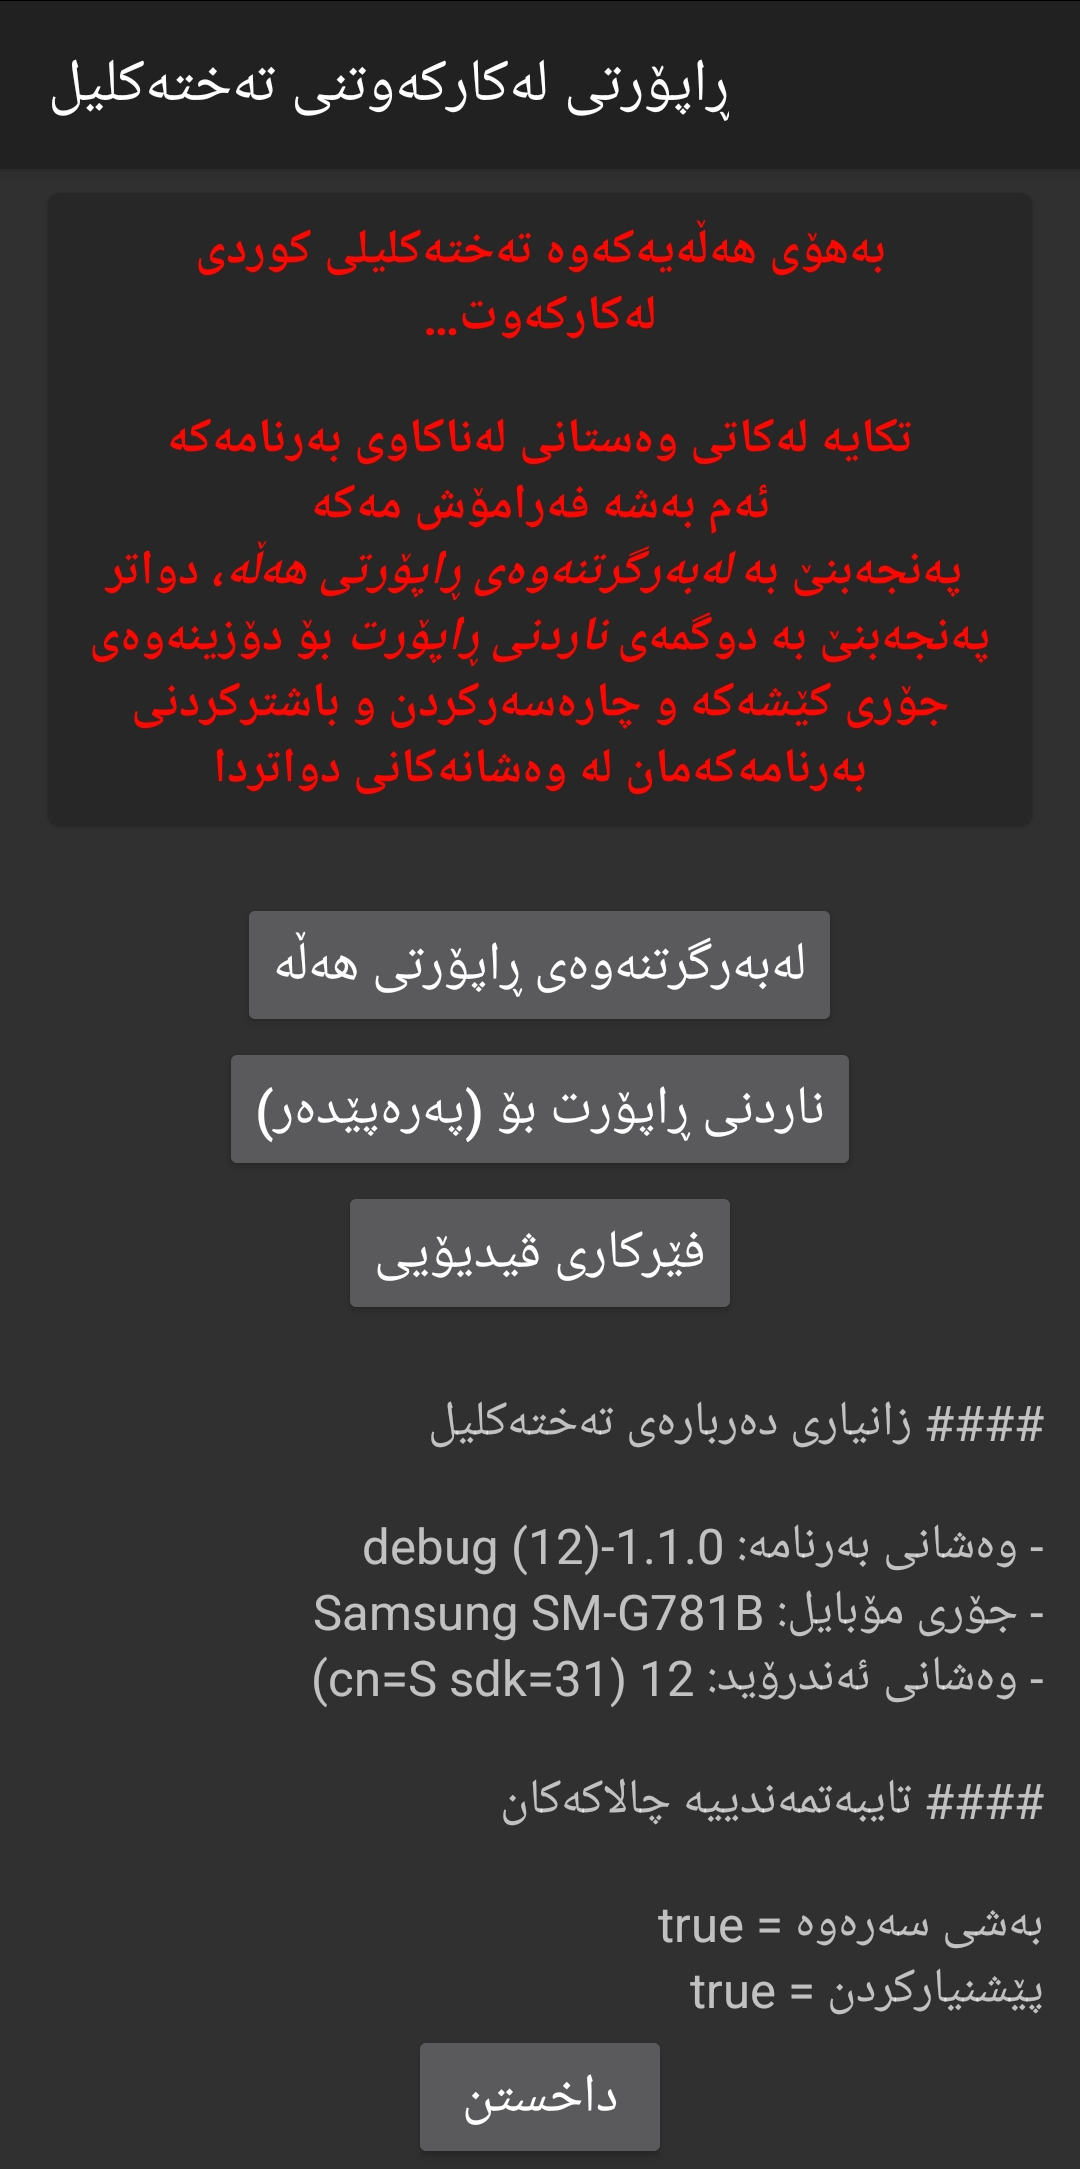 ڕاپۆرتی لەکارکەوتنی تەختەکلیل
بەهۆی هەڵەیەکەوە تەختەکلیلی کوردی
لەکارکەوت...
تکایە لەکاتی وەستانی لەناکاوی بەرنامەکە
ئەم بەشە فەرامۆش مەکە
پەنجەبنێ بە لەبەرگرتنەوەی ڕاپۆرتی هەڵە، دواتر
پەنجەبنێ بە دوگمەی ناردنی ڕاپۆرت بۆ دۆزینەوەی
جۆری کێشەکە و چارەسەرکردن و باشترکردنی
بەرنامەکەمان لە وەشانەکانی دواتردا
لەبەرگرتنەوەی ڕاپۆرتی هەڵە
ناردنی ڕاپۆرت بۆ (پەرەپێدەر)
فێرکاری ڤیدیۆیی
#### زانیاری دەربارەی تەختەکلیل
- وەشانی بەرنامە: 1.1.0-debug (12)
- جۆری مۆبایل: Samsung SM-G781B
- وەشانی ئەندرۆید: 12 (cn=S sdk=31)
#### تایبەتمەندییە چالاکەکان
بەشی سەرەوە = true
پێشنیارکردن = true
داخستن